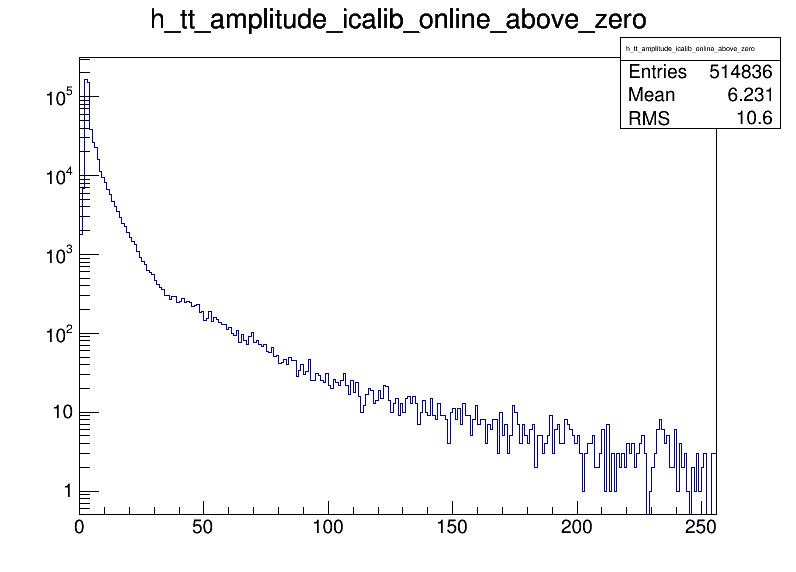 h_tt_amplitude_icalib_online_above_zero
h_tt_amplitude_icalib_online_above_zero
Entries 514836
Mean 6.231
RMS 10.6
10^5
10^4
10^3
10^2
10
1
0 50 100 150 200 250